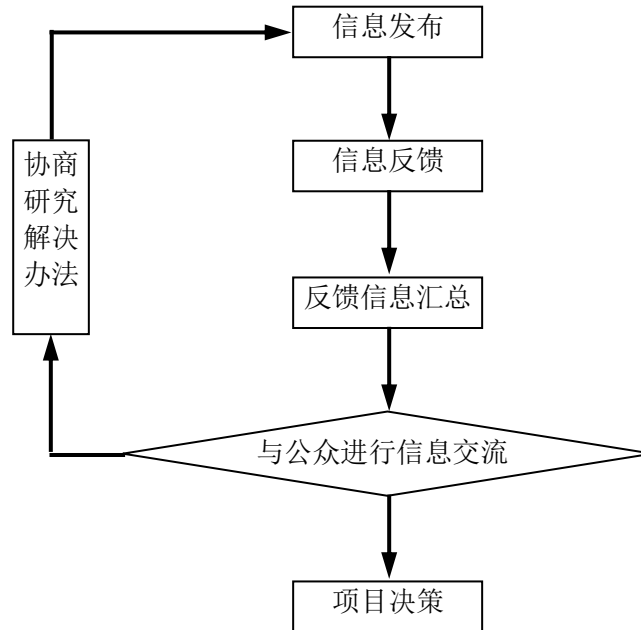 信息发布
信息反馈
协商
研究
解决
办法
反馈信息汇总
与公众进行信息交流
项目决策